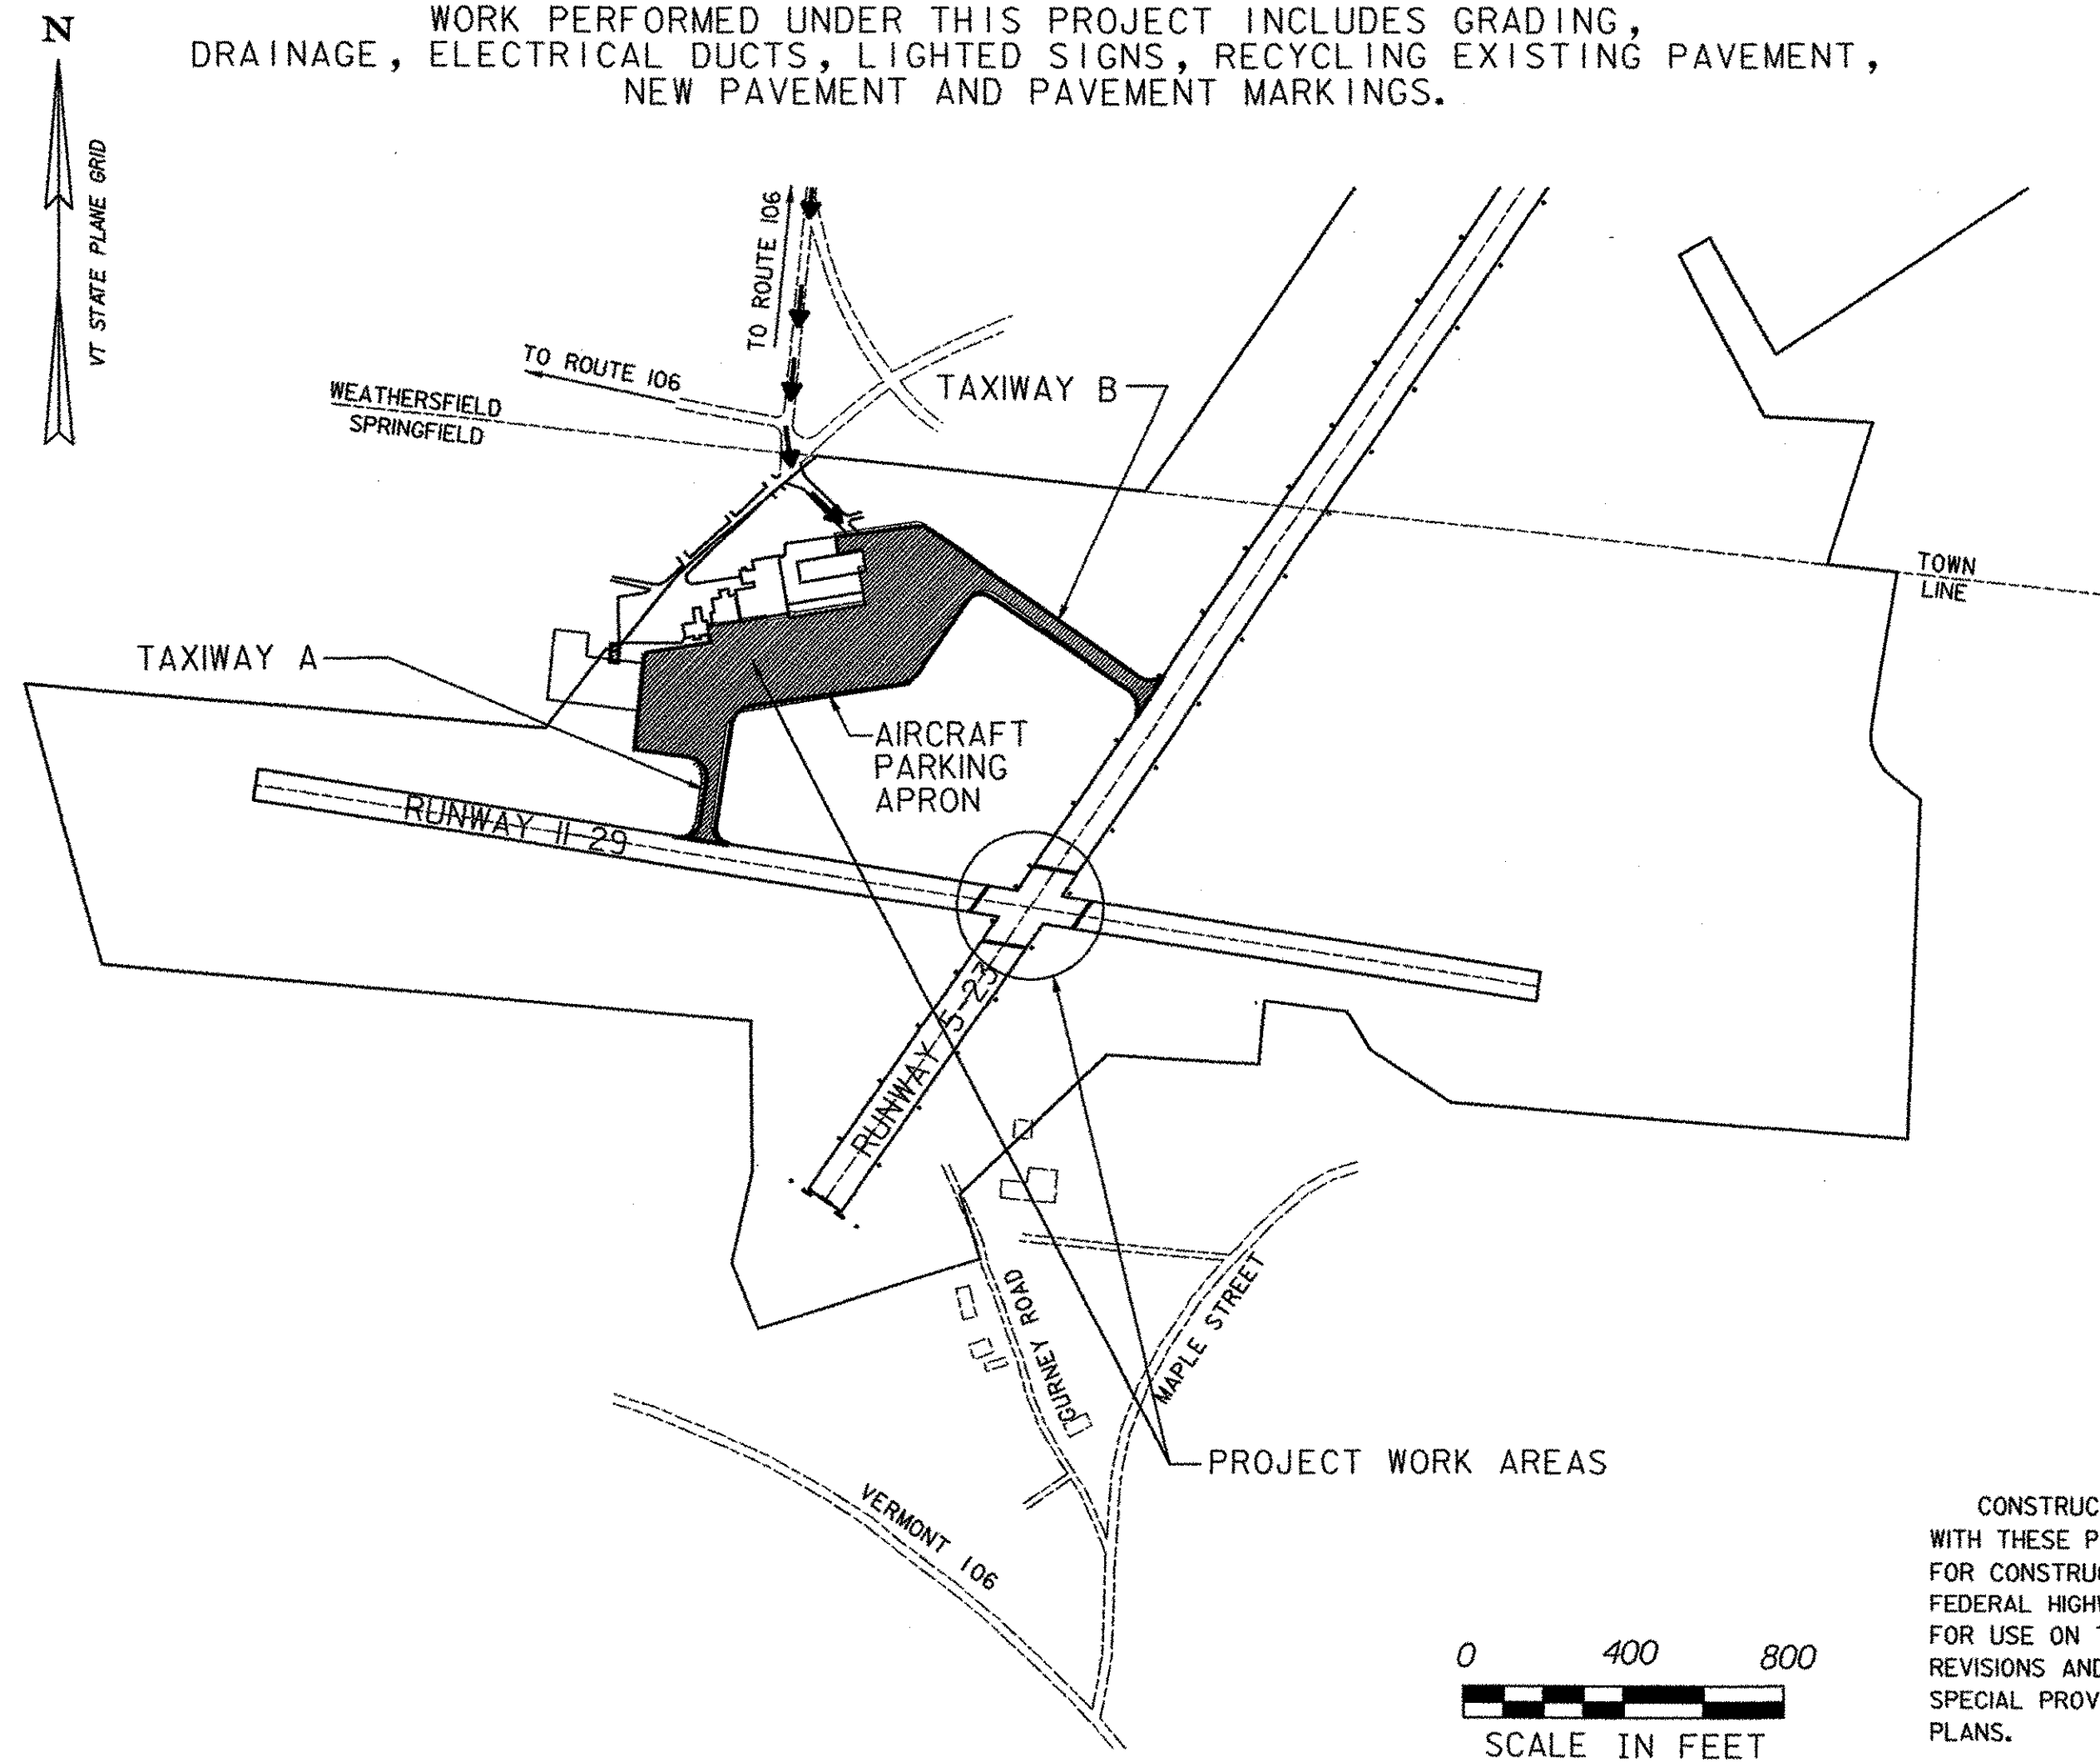 WORK PERFORMED UNDER THIS PROJECT INCLUDES GRADING,
DRAINAGE, ELECTRICAL DUCTS, LIGHTED SIGNS, RECYCLING EXISTING PAVEMENT,
NEW PAVEMENT AND PAVEMENT MARKINGS.
N
VT STATE PLANE GRID
TO ROUTE 106
TO ROUTE 106
WEATHERSFIELD
SPRINGFIELD
TAXIWAY B
TOWN
LINE
TAXIWAY A
AIRCRAFT
PARKING
APRON
RUNWAY 11 29
RUNWAY 5-23
GURNEY ROAD
MAPLE STREET
PROJECT WORK AREAS
VERMONT 106
0 400 800
SCALE IN FEET
CONSTRUC
WITH THESE P
FOR CONSTRU
FEDERAL HIGH
FOR USE ON
REVISIONS AND
SPECIAL PROV
PLANS.